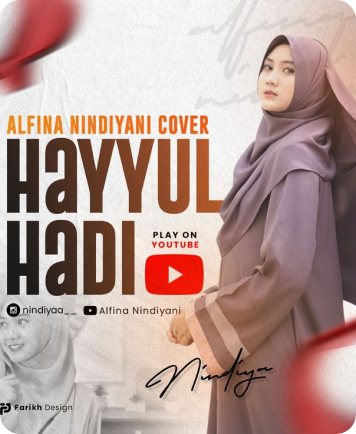 ALFINA NINDIYANI COVER
HaYYUL
HaDI
PLAY ON
YOUTUBE
nindiyaa__ Alfina Nindiyani
Nindiya
Farikh Design